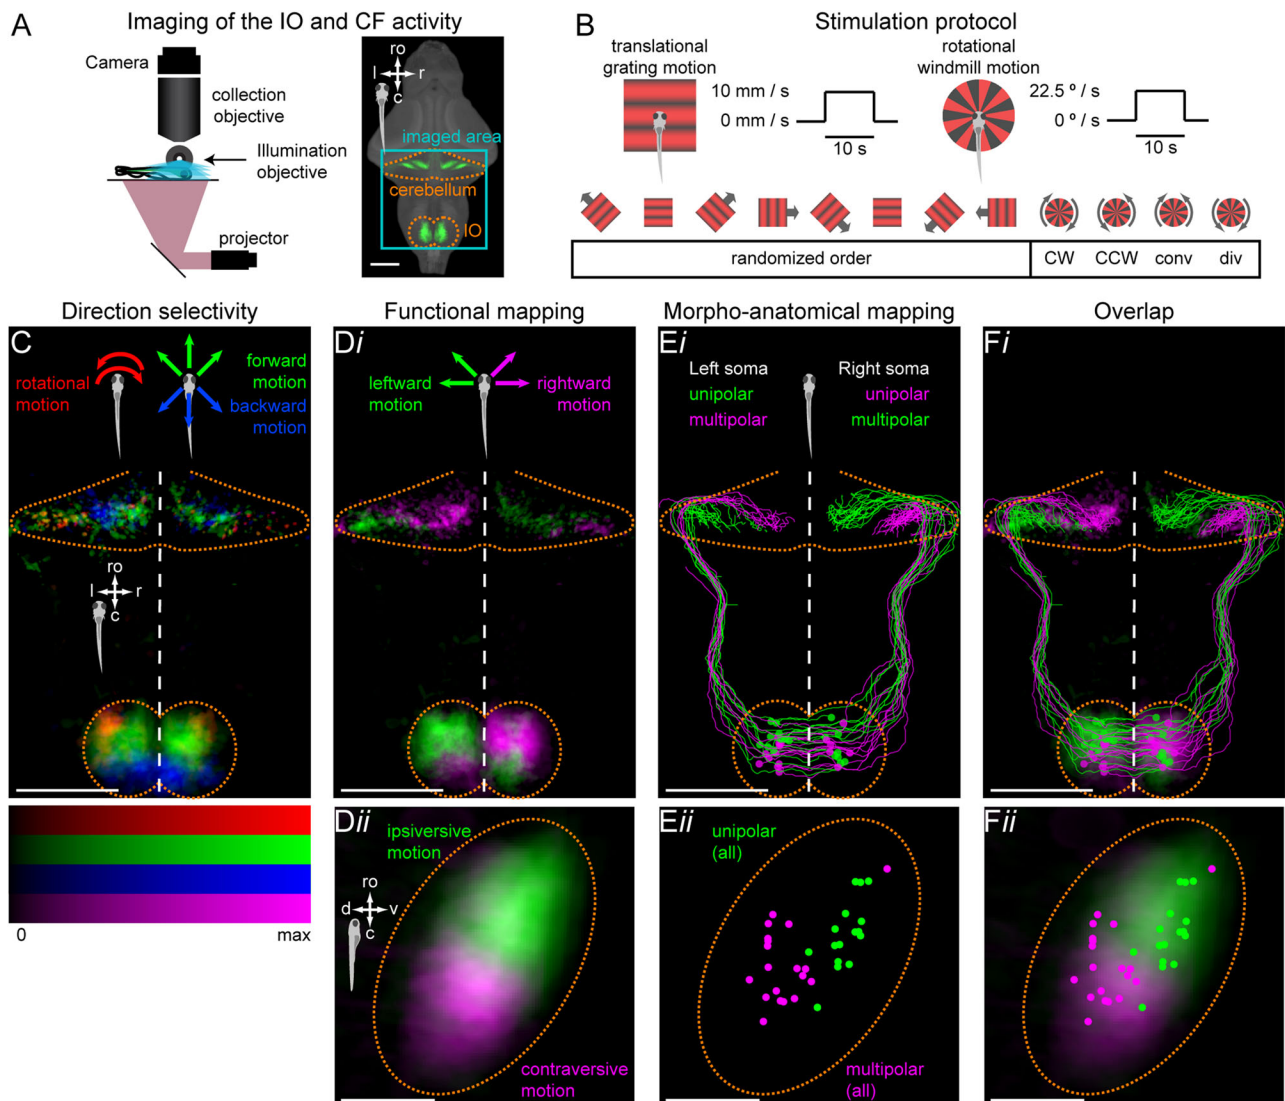 A
Imaging of the IO and CF activity
Camera
collection
objective
Illumination
objective
projector
ro
l
r
c
imaged area
cerebellum
IO
B
Stimulation protocol
translational
grating motion
10 mm / s
0 mm / s
10 s
rotational
windmill motion
22.5 º / s
0 º / s
10 s
randomized order
CW
CCW
conv
div
Direction selectivity
C
rotational
motion
forward
motion
backward
motion
ro
l
r
c
0
max
Functional mapping
Di
leftward
motion
rightward
motion
Dii
ipsiversive
motion
ro
d
v
c
contraversive
motion
Morpho-anatomical mapping
Ei
Left soma
unipolar
multipolar
Right soma
unipolar
multipolar
Eii
unipolar
(all)
multipolar
(all)
Overlap
Fi
Fii